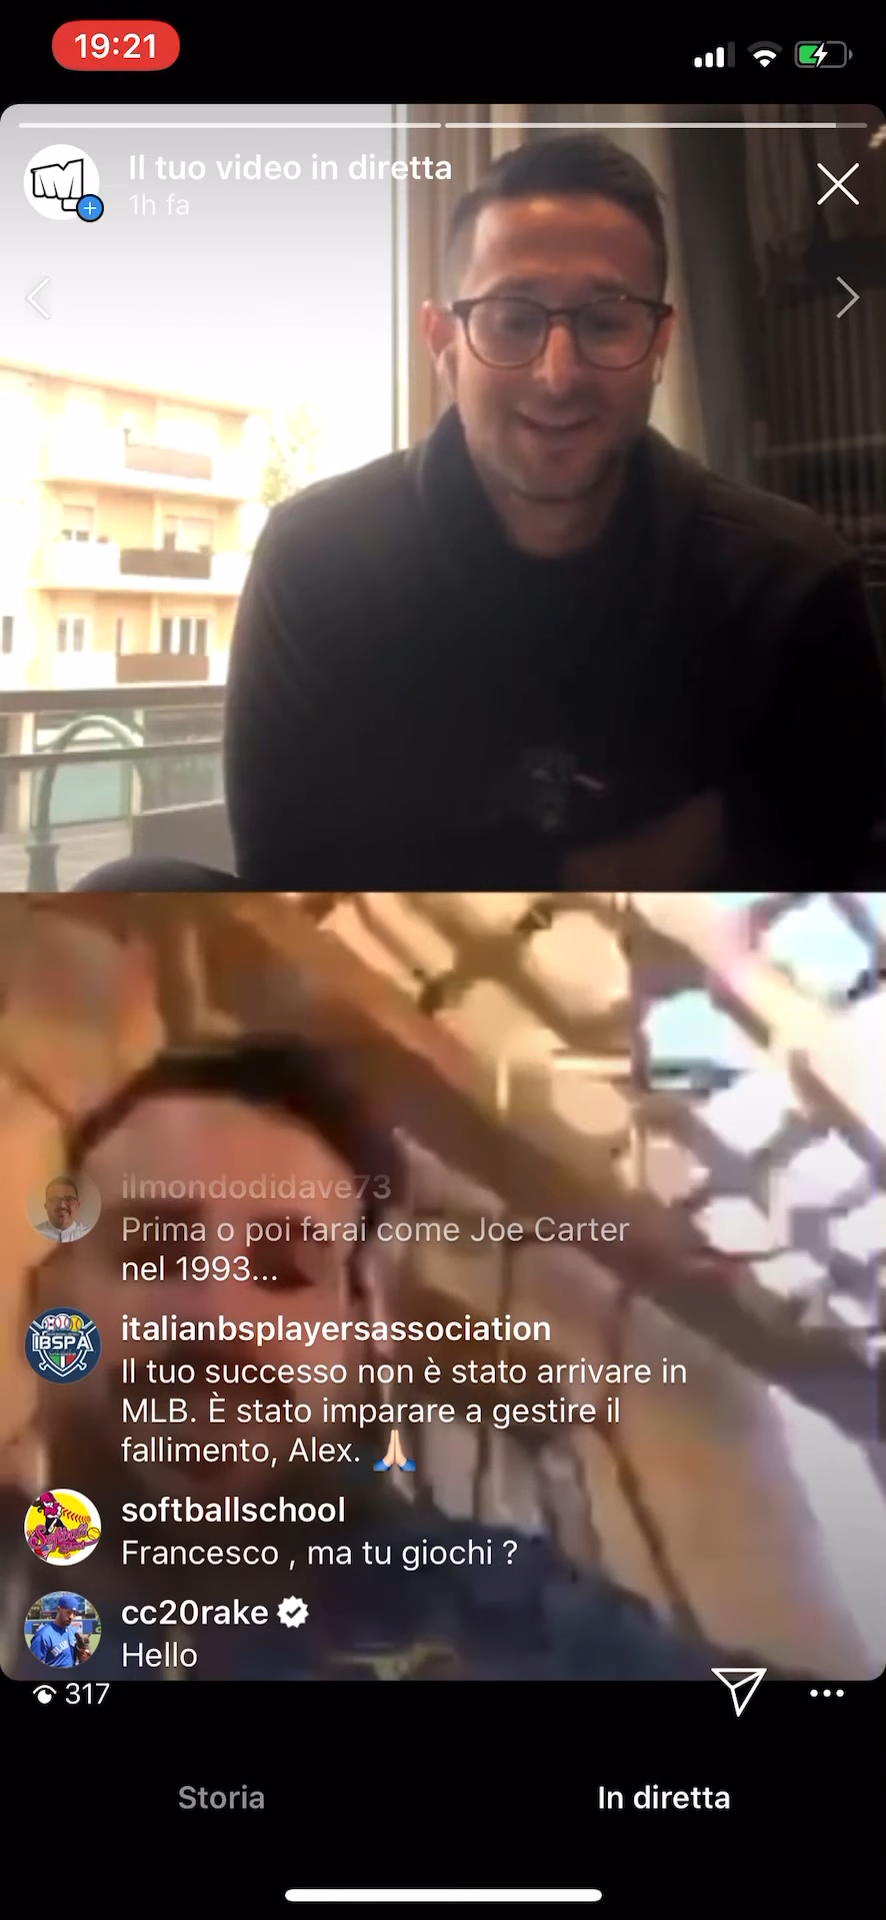 19:21
Il tuo video in diretta
1h fa
ilmondodidave73
Prima o poi farai come Joe Carter
nel 1993...
italianbsplayersassociation
Il tuo successo non è stato arrivare in
MLB. È stato imparare a gestire il
fallimento, Alex. 🙏🏻
IBSPA
softballschool
Francesco , ma tu giochi ?
cc20rake
Hello
317
Storia
In diretta